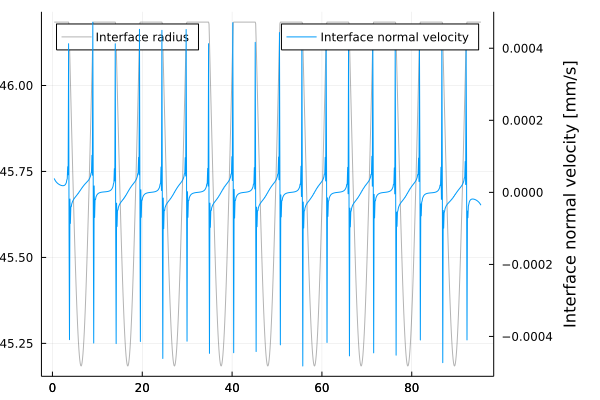 Interface radius
Interface normal velocity
46.00
45.75
45.50
45.25
0.0004
0.0002
0.0000
−0.0002
−0.0004
Interface normal velocity [mm/s]
0 20 40 60 80